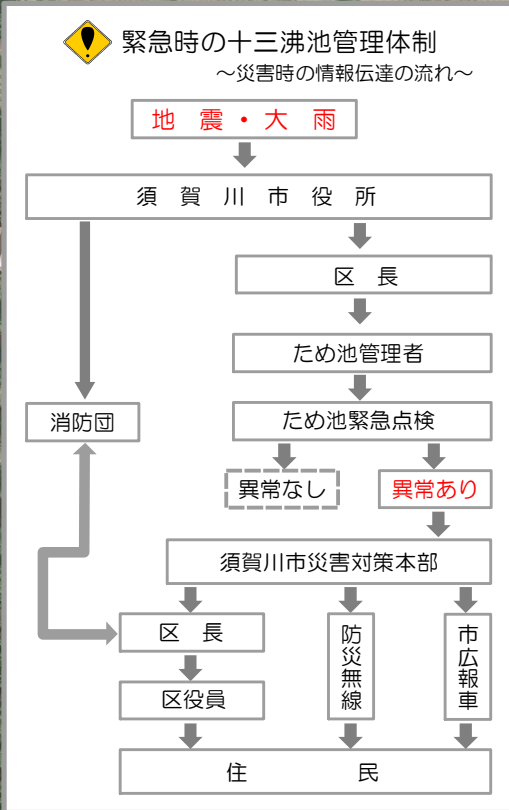 緊急時の十三沸池管理体制
～災害時の情報伝達の流れ～
地 震・大 雨
須 賀 川 市 役 所
区 長
ため池管理者
消防団
ため池緊急点検
異常なし
異常あり
須賀川市災害対策本部
区 長
防災無線
市広報車
区役員
住 民